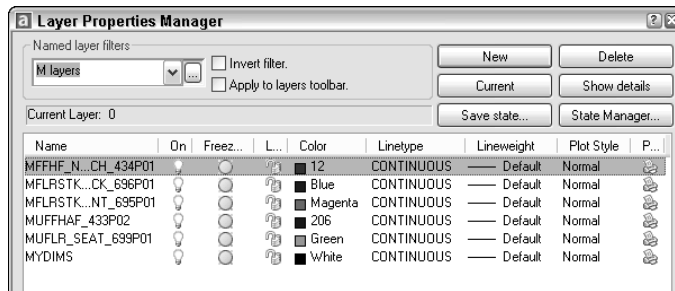 a Layer Properties Manager
Named layer filters
M layers
...
Invert filter.
Apply to layers toolbar.
New
Delete
Current
Show details
Current Layer: 0
Save state...
State Manager...
Name On Freez... L... Color Linetype Lineweight Plot Style P...
MFFHF_N...CH_434P01 12 CONTINUOUS Default Normal
MFLRSTK...CK_696P01 Blue CONTINUOUS Default Normal
MFLRSTK...NT_695P01 Magenta CONTINUOUS Default Normal
MUFFHAF_433P02 206 CONTINUOUS Default Normal
MUFLR_SEAT_699P01 Green CONTINUOUS Default Normal
MYDIMS White CONTINUOUS Default Normal